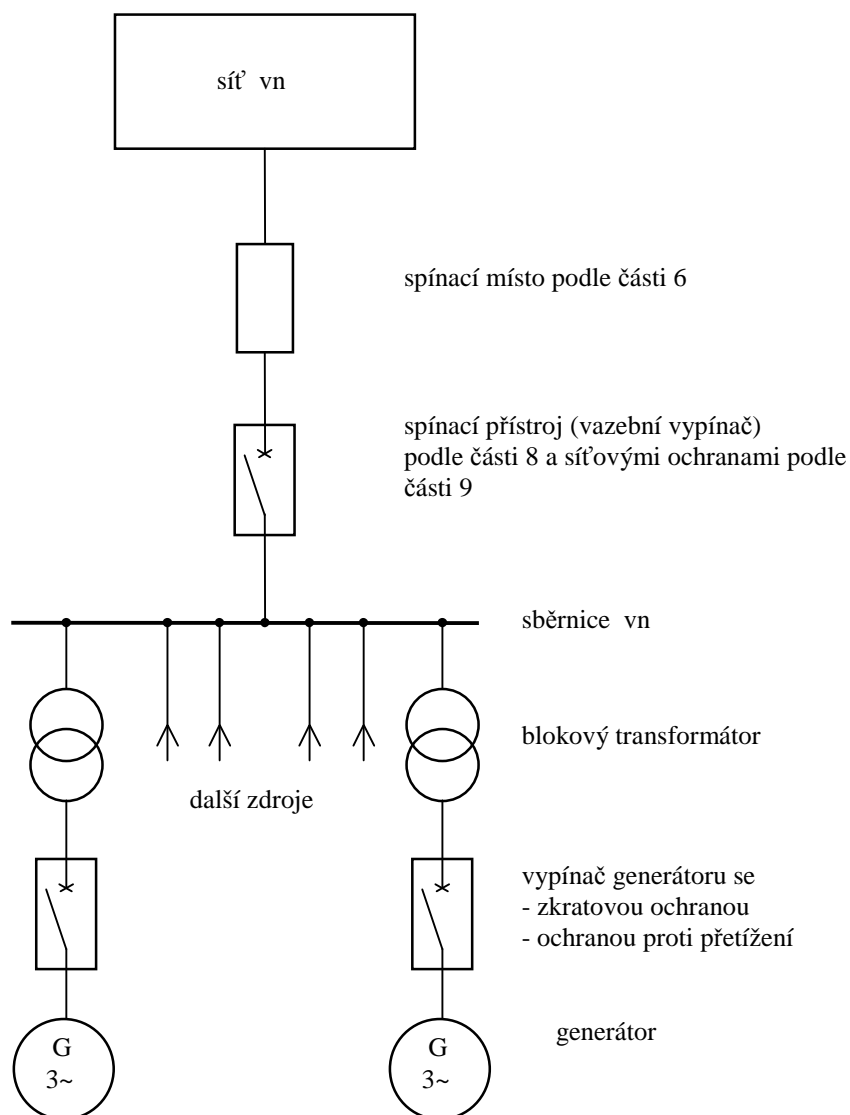 síť vn
spínací místo podle části 6
spínací přístroj (vazební vypínač)
podle části 8 a síťovými ochranami podle
části 9
sběrnice vn
blokový transformátor
další zdroje
vypínač generátoru se
- zkratovou ochranou
- ochranou proti přetížení
generátor
G
3~
G
3~